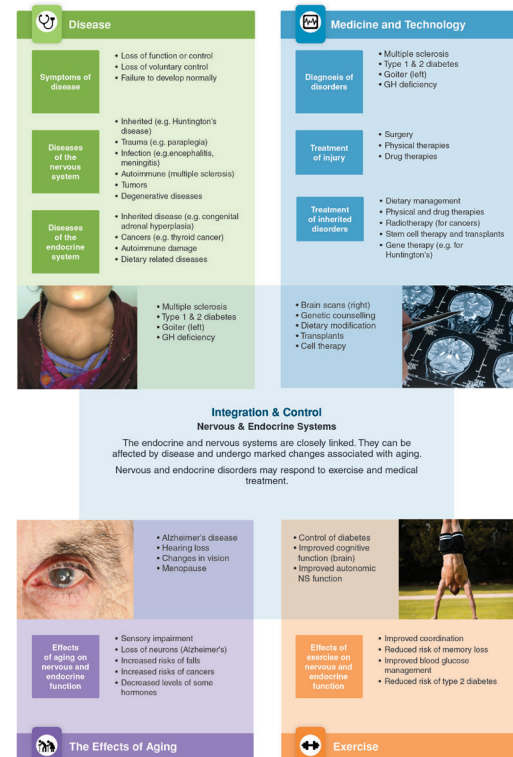 Disease
Symptoms of
disease
• Loss of function or control
• Loss of voluntary control
• Failure to develop normally
Diseases
of the
nervous
system
• Inherited (e.g. Huntington's
disease)
• Trauma (e.g. paraplegia)
• Infection (e.g.encephalitis,
meningitis)
• Autoimmune (multiple sclerosis)
• Tumors
• Degenerative diseases
Diseases
of the
endocrine
system
• Inherited disease (e.g. congenital
adrenal hyperplasia)
• Cancers (e.g. thyroid cancer)
• Autoimmune damage
• Dietary related diseases
• Multiple sclerosis
• Type 1 & 2 diabetes
• Goiter (left)
• GH deficiency
Medicine and Technology
Diagnosis of
disorders
• Multiple sclerosis
• Type 1 & 2 diabetes
• Goiter (left)
• GH deficiency
Treatment
of injury
• Surgery
• Physical therapies
• Drug therapies
Treatment
of inherited
disorders
• Dietary management
• Physical and drug therapies
• Radiotherapy (for cancers)
• Stem cell therapy and transplants
• Gene therapy (e.g. for
Huntington's)
• Brain scans (right)
• Genetic counselling
• Dietary modification
• Transplants
• Cell therapy
Integration & Control
Nervous & Endocrine Systems
The endocrine and nervous systems are closely linked. They can be
affected by disease and undergo marked changes associated with aging.
Nervous and endocrine disorders may respond to exercise and medical
treatment.
• Alzheimer's disease
• Hearing loss
• Changes in vision
• Menopause
Effects
of aging on
nervous and
endocrine
function
• Sensory impairment
• Loss of neurons (Alzheimer's)
• Increased risks of falls
• Increased risks of cancers
• Decreased levels of some
hormones
The Effects of Aging
• Control of diabetes
• Improved cognitive
function (brain)
• Improved autonomic
NS function
Effects of
exercise on
nervous and
endocrine
function
• Improved coordination
• Reduced risk of memory loss
• Improved blood glucose
management
• Reduced risk of type 2 diabetes
Exercise